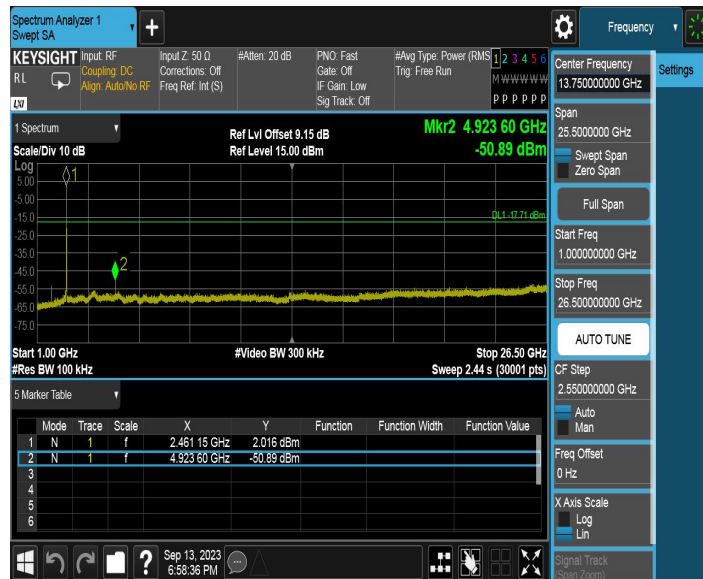 Spectrum Analyzer 1
Swept SA
+
Frequency
Settings
KEYSIGHT
RL
LXI
Input: RF
Coupling: DC
Align: Auto/No RF
Input Z: 50 Ω
Corrections: Off
Freq Ref: Int (S)
#Atten: 20 dB
PNO: Fast
Gate: Off
IF Gain: Low
Sig Track: Off
#Avg Type: Power (RMS
Trig: Free Run
1 2 3 4 5 6
M W W W W W
P P P P P P
1 Spectrum
Scale/Div 10 dB
Ref Lvl Offset 9.15 dB
Ref Level 15.00 dBm
Mkr2 4.923 60 GHz
-50.89 dBm
Log
5.00
-5.00
-15.0
-25.0
-35.0
-45.0
-55.0
-65.0
-75.0
1
2
DL1 -17.71 dBm
Start 1.00 GHz
#Res BW 100 kHz
#Video BW 300 kHz
Stop 26.50 GHz
Sweep 2.44 s (30001 pts)
5 Marker Table
Mode Trace Scale X Y Function Function Width Function Value
1 N 1 f 2.461 15 GHz 2.016 dBm
2 N 1 f 4.923 60 GHz -50.89 dBm
3
4
5
6
Sep 13, 2023
6:58:36 PM
Center Frequency
13.750000000 GHz
Span
25.5000000 GHz
Swept Span
Zero Span
Full Span
Start Freq
1.000000000 GHz
Stop Freq
26.500000000 GHz
AUTO TUNE
CF Step
2.550000000 GHz
Auto
Man
Freq Offset
0 Hz
X Axis Scale
Log
Lin
Signal Track
(Span Zoom)